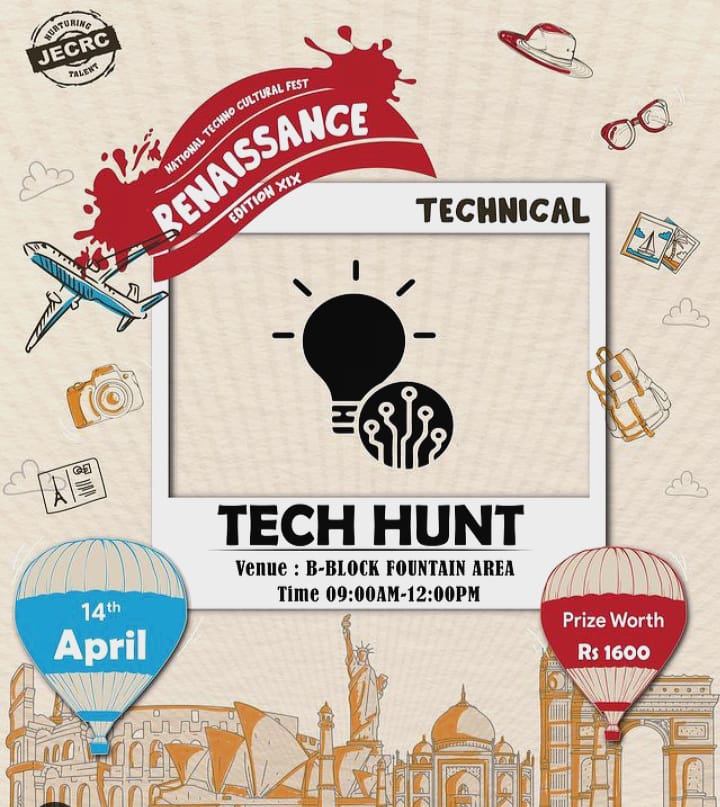 NURTURING
JECRC
TALENT
NATIONAL TECHNO CULTURAL FEST
RENAISSANCE
EDITION XIX
TECHNICAL
TECH HUNT
Venue : B-BLOCK FOUNTAIN AREA
Time 09:00AM-12:00PM
14th
April
Prize Worth
Rs 1600